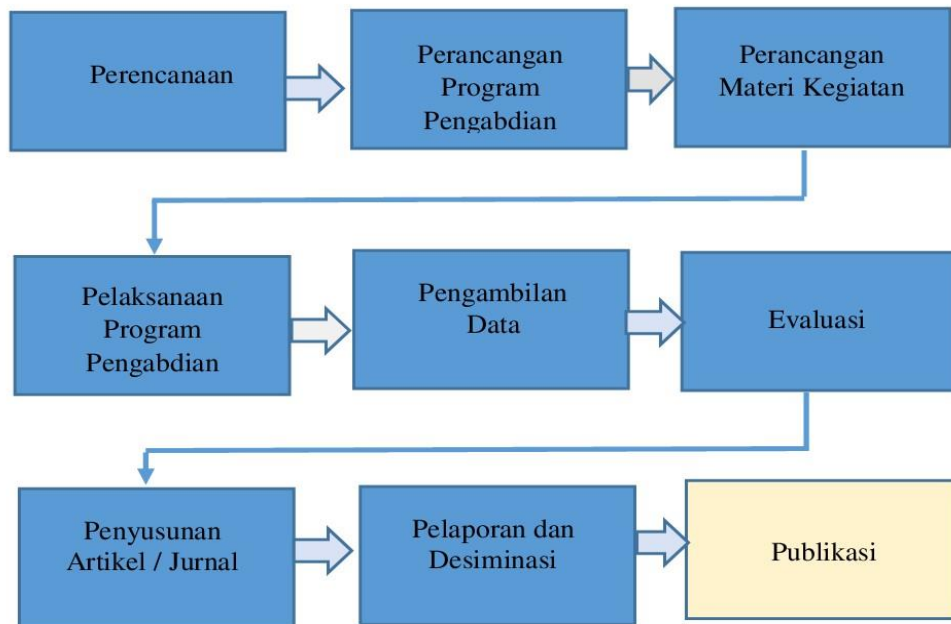 Perencanaan
Perancangan
Program
Pengabdian
Perancangan
Materi Kegiatan
Pelaksanaan
Program
Pengabdian
Pengambilan
Data
Evaluasi
Penyusunan
Artikel / Jurnal
Pelaporan dan
Desiminasi
Publikasi